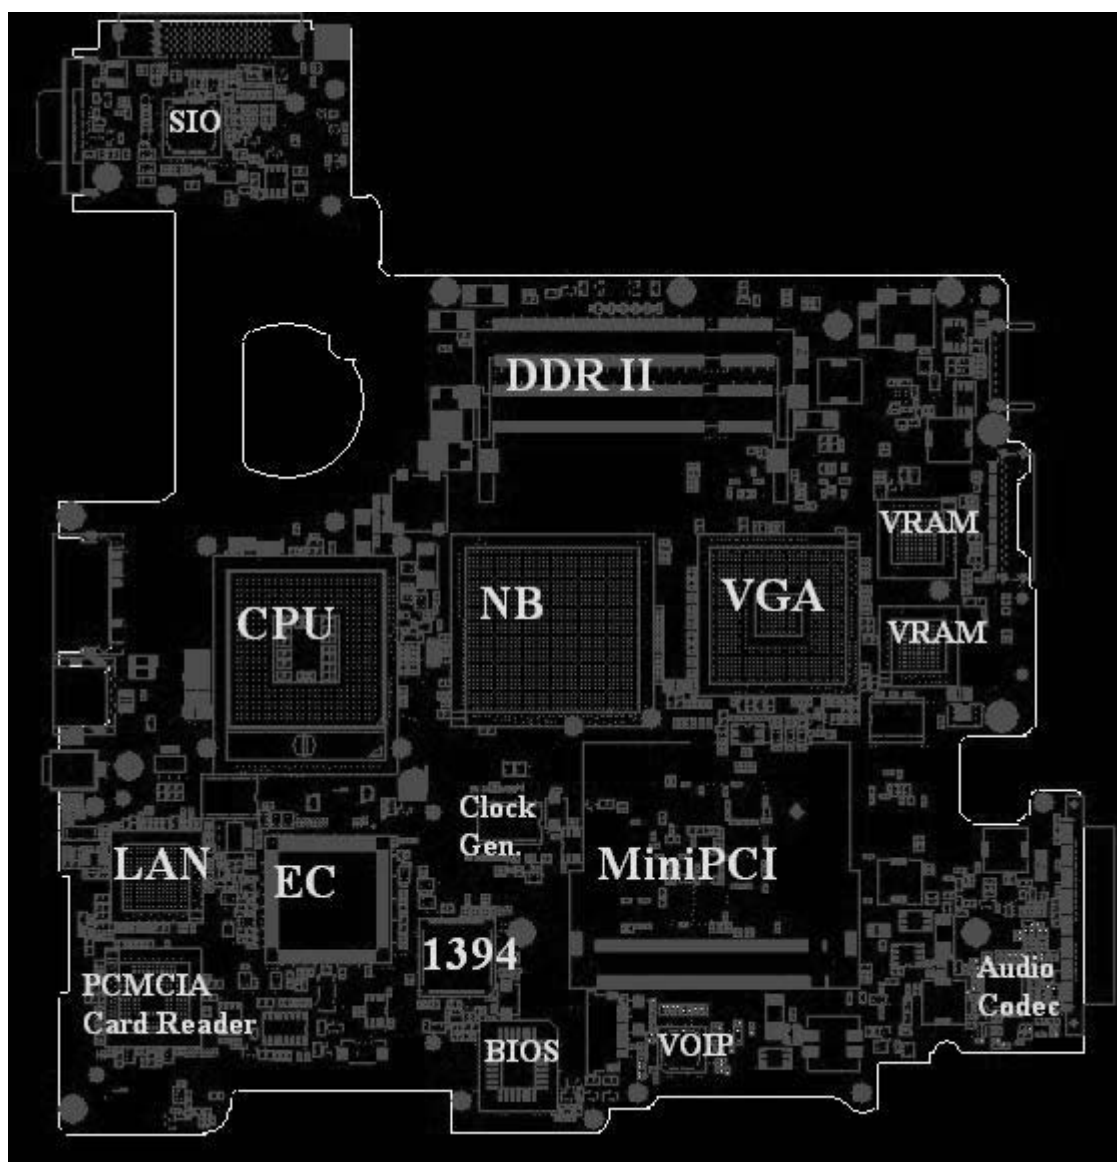 SIO
DDR II
VRAM
CPU
NB
VGA
VRAM
Clock
Gen.
LAN
EC
MiniPCI
1394
PCMCIA
Card Reader
Audio
Codec
BIOS
VOIP